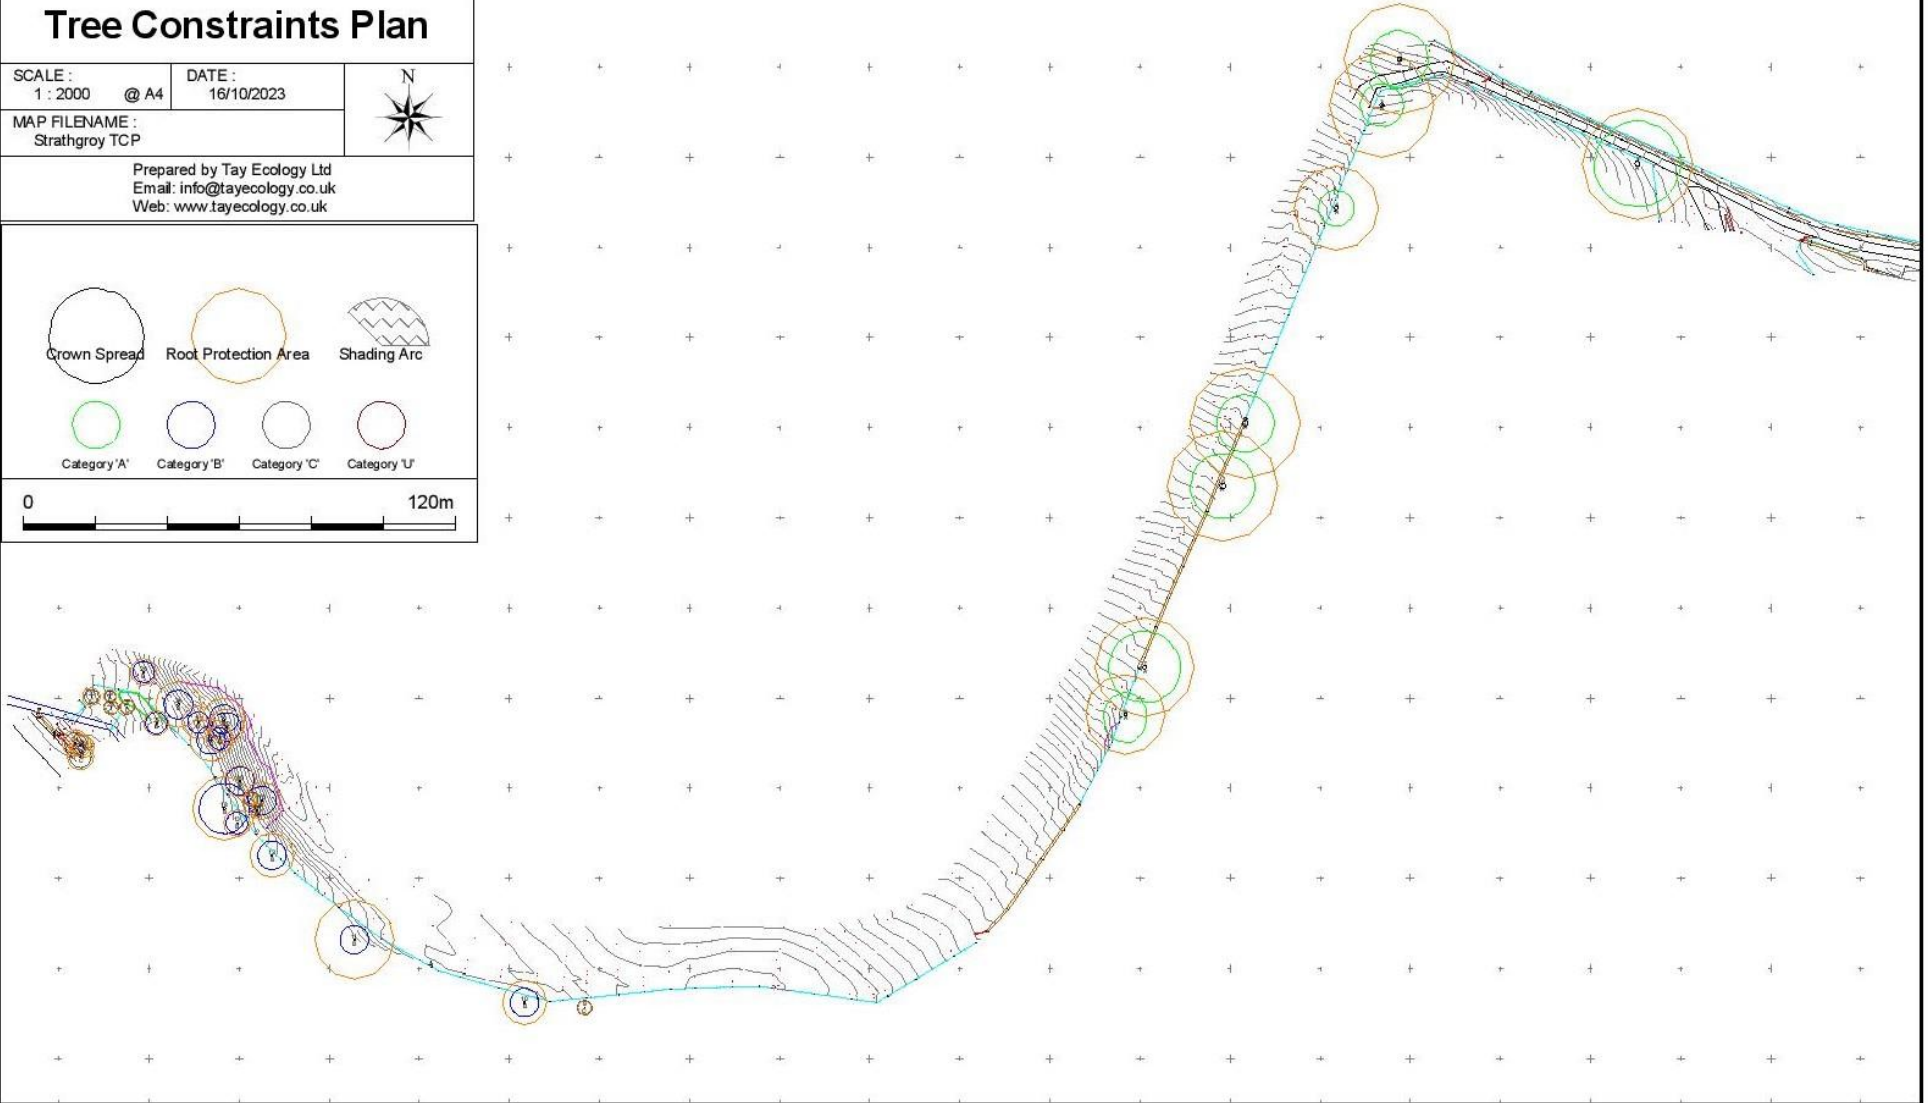 Tree Constraints Plan
SCALE :
1 : 2000 @ A4
DATE :
16/10/2023
N
MAP FILENAME :
Strathgroy TCP
Prepared by Tay Ecology Ltd
Email: info@tayecology.co.uk
Web: www.tayecology.co.uk
Crown Spread Root Protection Area Shading Arc
Category 'A' Category 'B' Category 'C' Category 'U'
0 120m